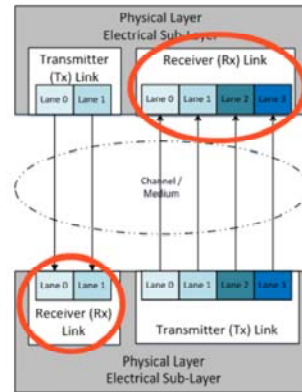 Physical Layer
Electrical Sub-Layer
Transmitter
(Tx) Link
Receiver (Rx) Link
Lane 0 Lane 1 Lane 0 Lane 1 Lane 2 Lane 3
Channel /
Medium
Lane 0 Lane 1 Lane 0 Lane 1 Lane 2 Lane 3
Receiver (Rx)
Link
Transmitter (Tx) Link
Physical Layer
Electrical Sub-Layer